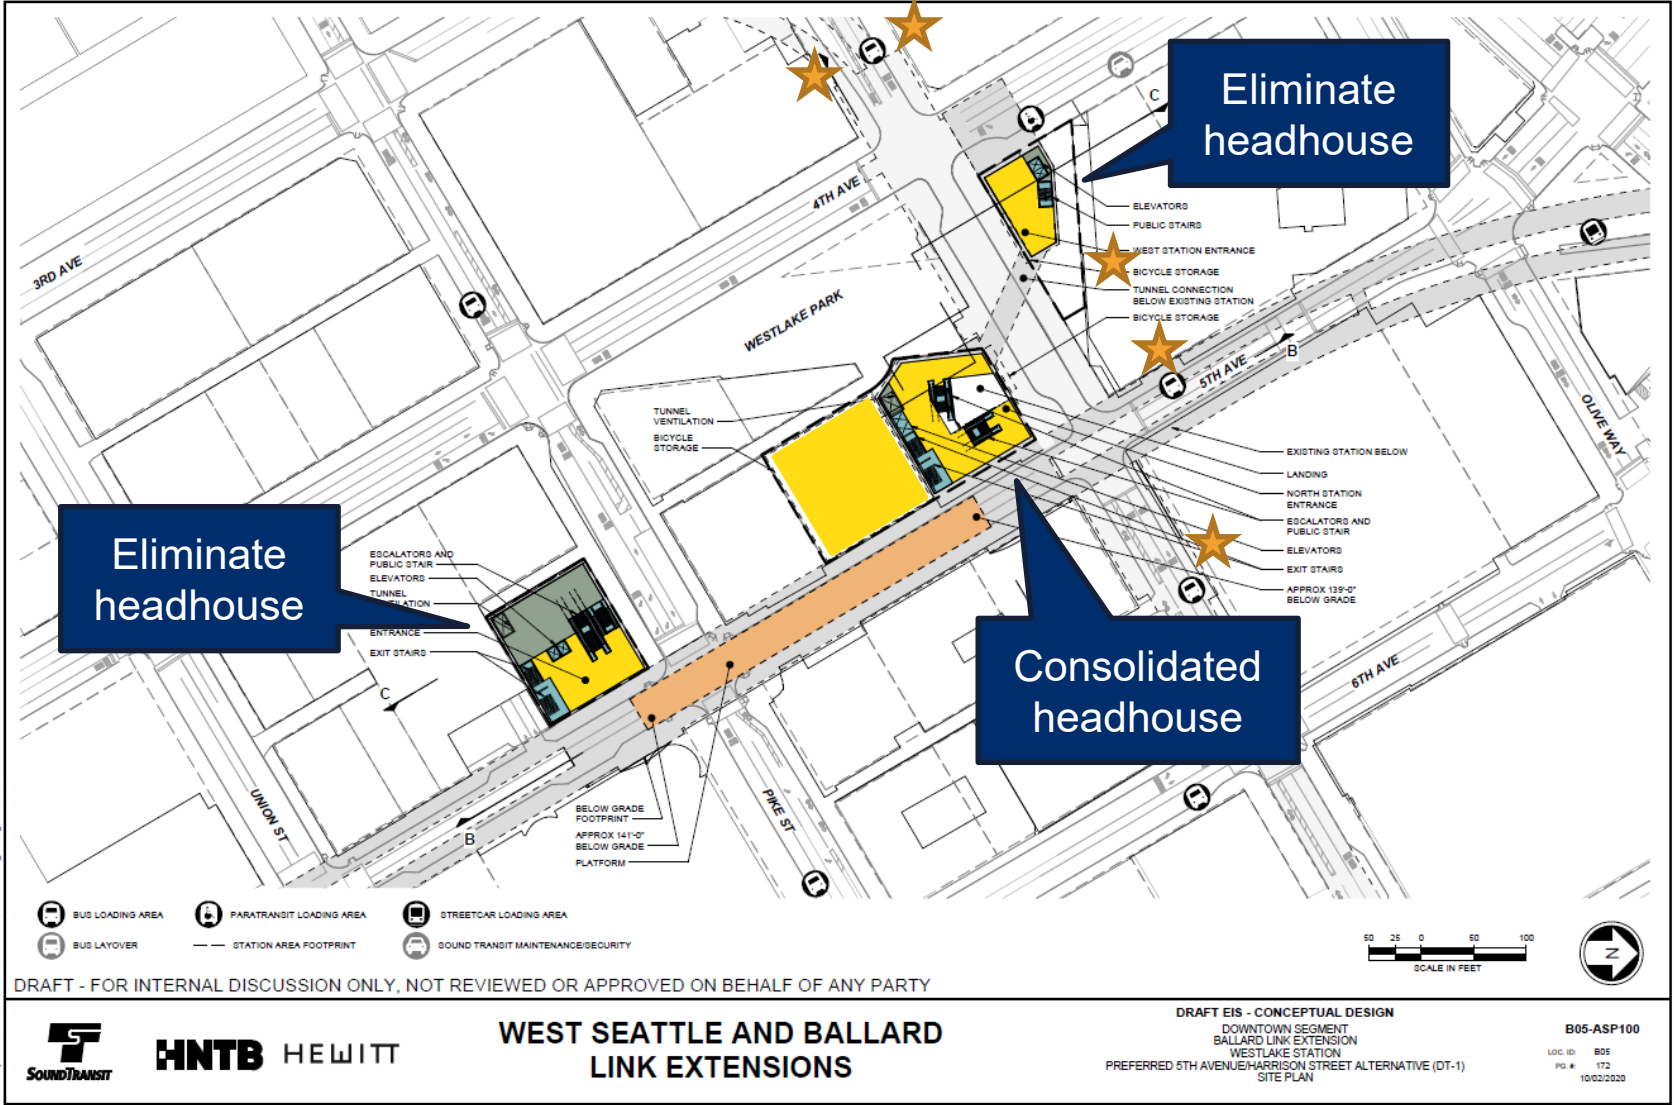 Eliminate
headhouse
C
4TH AVE
3RD AVE
WESTLAKE PARK
ELEVATORS
PUBLIC STAIRS
WEST STATION ENTRANCE
BICYCLE STORAGE
TUNNEL CONNECTION
BELOW EXISTING STATION
BICYCLE STORAGE
B
5TH AVE
OLIVE WAY
TUNNEL
VENTILATION
BICYCLE
STORAGE
EXISTING STATION BELOW
LANDING
NORTH STATION
ENTRANCE
ESCALATORS AND
PUBLIC STAIR
ELEVATORS
EXIT STAIRS
APPROX 139'-0"
BELOW GRADE
Eliminate
headhouse
ESCALATORS AND
PUBLIC STAIR
ELEVATORS
TUNNEL
ENTRANCE
EXIT STAIRS
C
Consolidated
headhouse
6TH AVE
UNION ST
B
PIKE ST
BELOW GRADE
FOOTPRINT
APPROX 141'-0"
BELOW GRADE
PLATFORM
BUS LOADING AREA
PARATRANSIT LOADING AREA
STREETCAR LOADING AREA
BUS LAYOVER
STATION AREA FOOTPRINT
SOUND TRANSIT MAINTENANCE/SECURITY
50 25 0 50 100
SCALE IN FEET
N
DRAFT - FOR INTERNAL DISCUSSION ONLY, NOT REVIEWED OR APPROVED ON BEHALF OF ANY PARTY
SOUNDTRANSIT
HNTB
HEWITT
WEST SEATTLE AND BALLARD
LINK EXTENSIONS
DRAFT EIS - CONCEPTUAL DESIGN
DOWNTOWN SEGMENT
BALLARD LINK EXTENSION
WESTLAKE STATION
PREFERRED 5TH AVENUE/HARRISON STREET ALTERNATIVE (DT-1)
SITE PLAN
B05-ASP100
LOC. ID: B05
PG. #: 172
10/02/2020